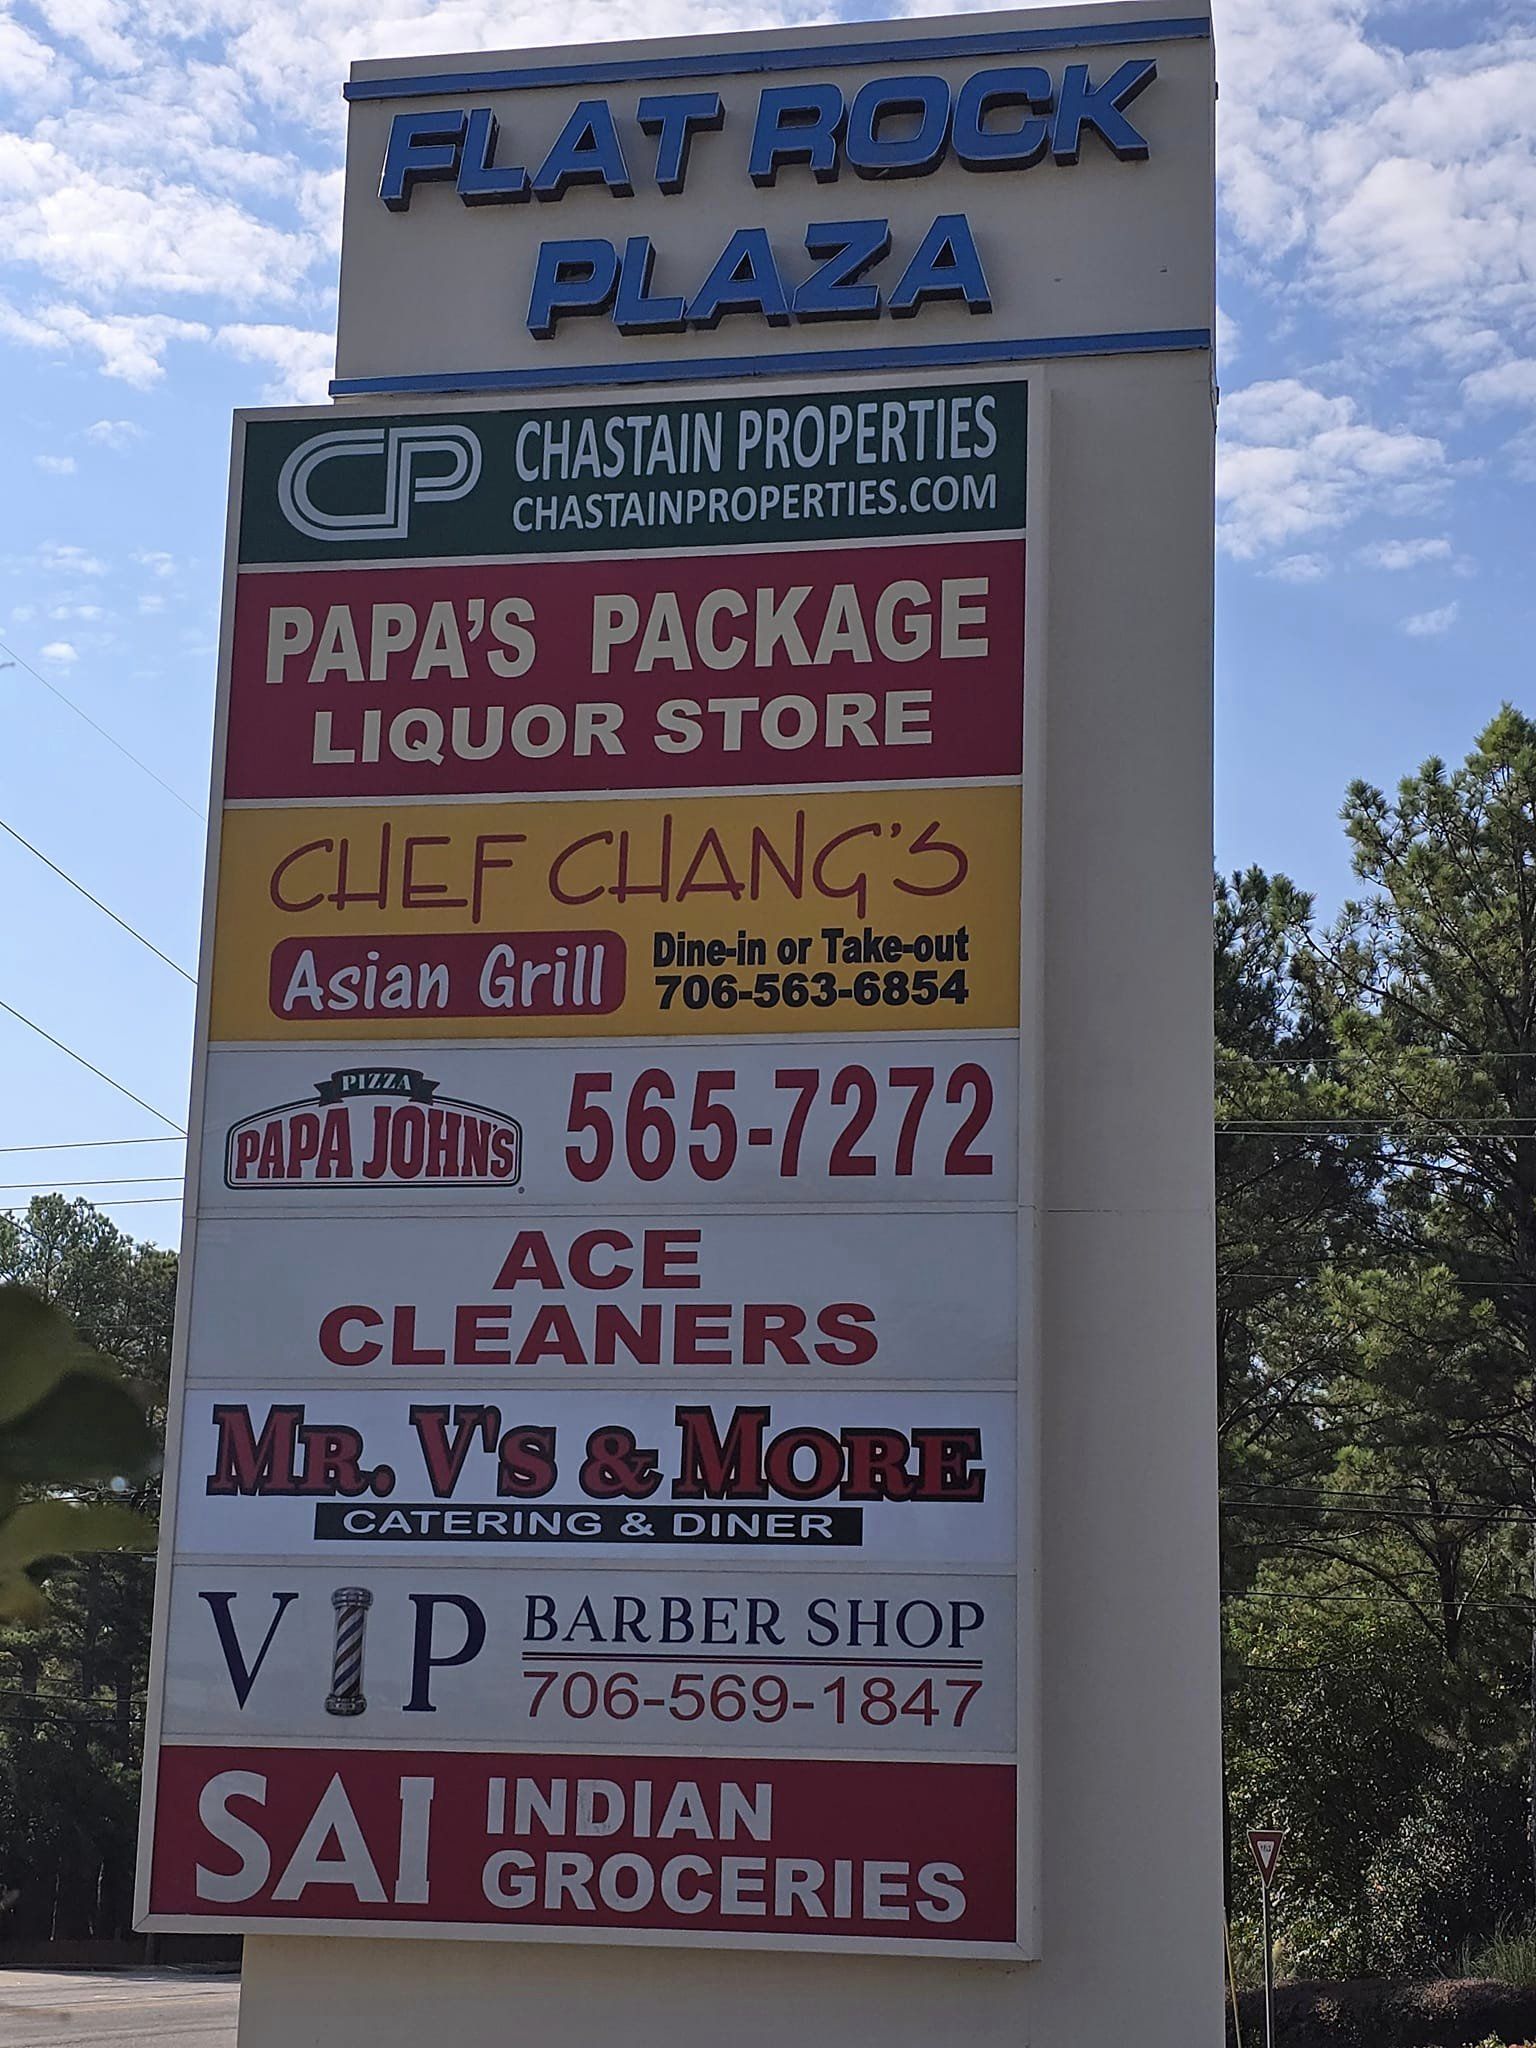 FLAT ROCK
PLAZA
CP CHASTAIN PROPERTIES
CHASTAINPROPERTIES.COM
PAPA'S PACKAGE
LIQUOR STORE
CHEF CHANG'S
Asian Grill
Dine-in or Take-out
706-563-6854
PIZZA
PAPA JOHN'S
565-7272
ACE
CLEANERS
MR. V'S & MORE
CATERING & DINER
VIP
BARBER SHOP
706-569-1847
SAI
INDIAN
GROCERIES
YIELD